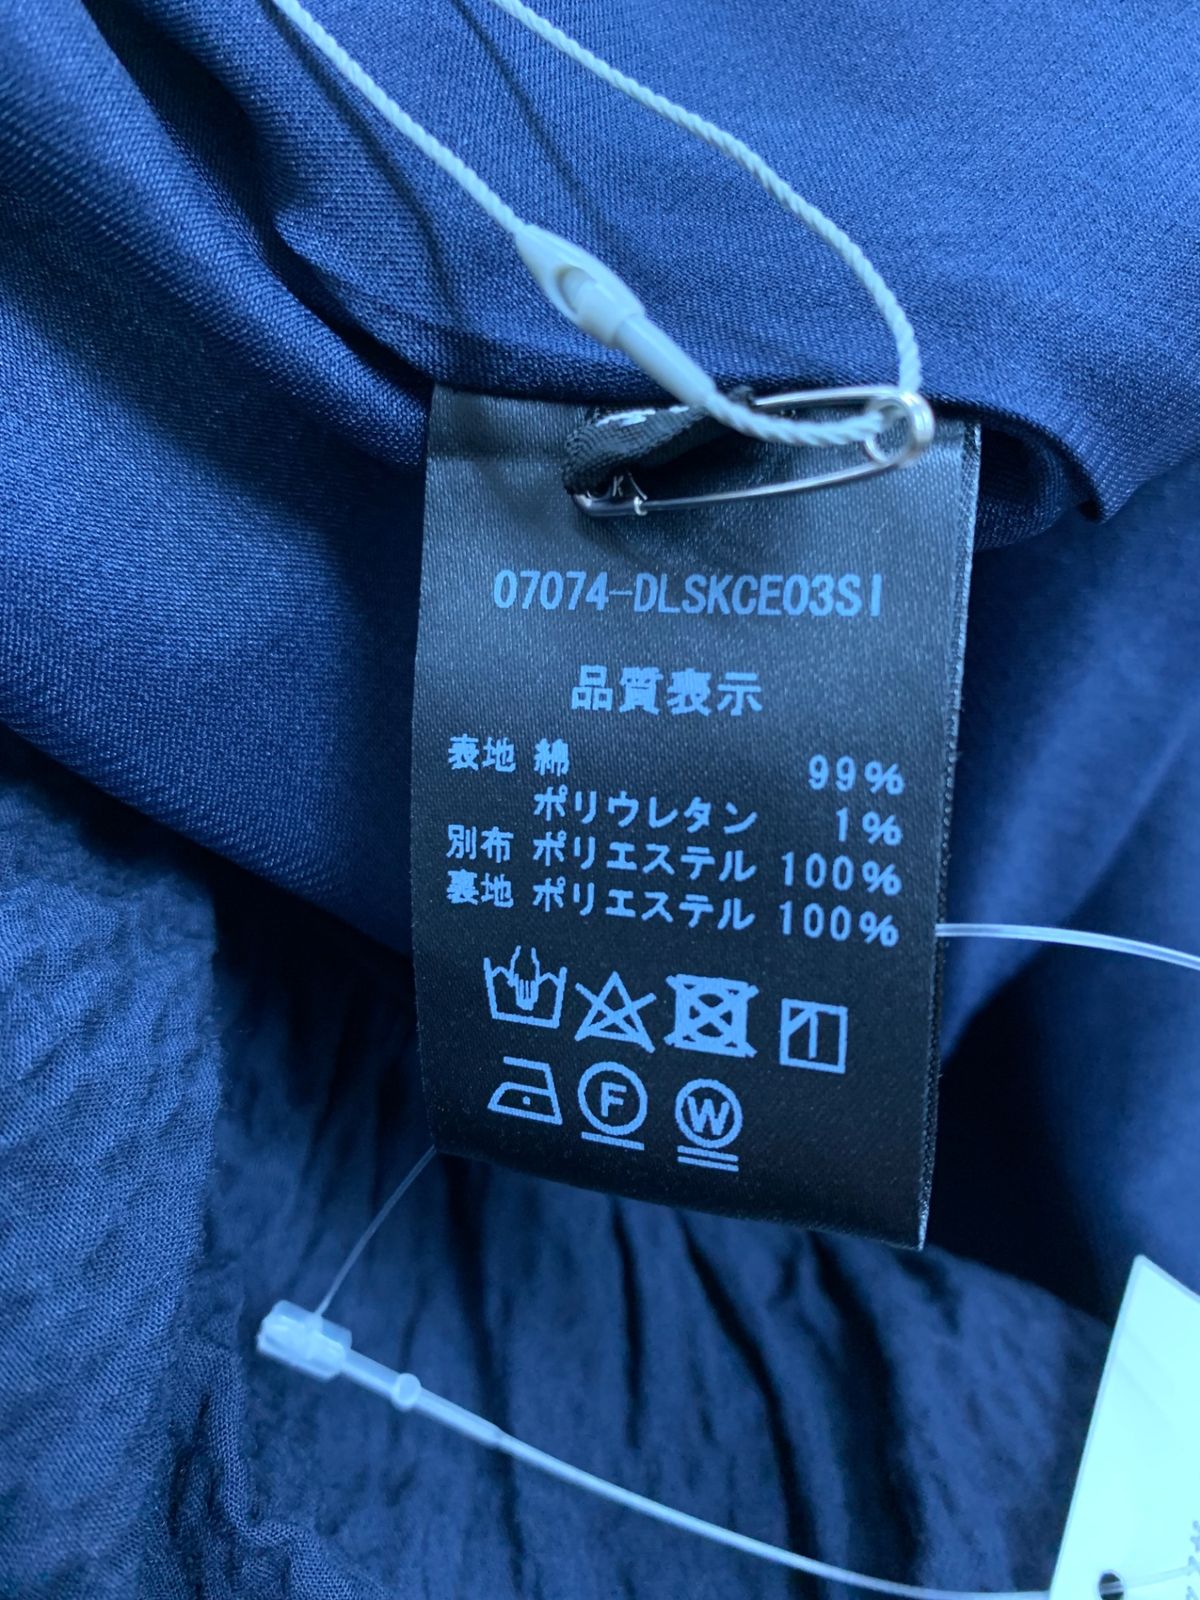 07074-DLSKCE03SI
品質表示
表地 綿 99%
ポリウレタン 1%
別布 ポリエステル 100%
裏地 ポリエステル 100%
F W